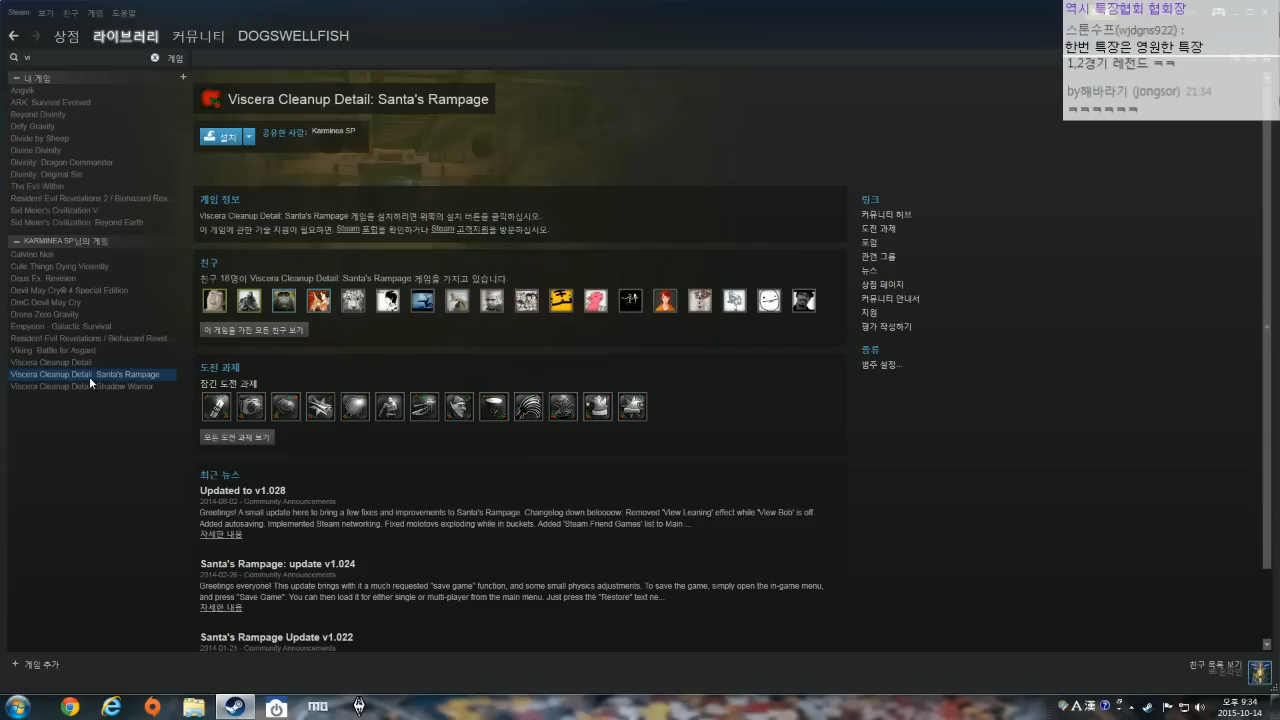 Steam 보기 친구 게임 도움말
상점 라이브러리 커뮤니티 DOGSWELLFISH
vi 게임
내 게임
Angvik
ARK: Survival Evolved
Beyond Divinity
Defy Gravity
Divide by Sheep
Divine Divinity
Divinity: Dragon Commander
Divinity: Original Sin
The Evil Within
Resident Evil Revelations 2 / Biohazard Rev...
Sid Meier's Civilization V
Sid Meier's Civilization: Beyond Earth
KARMINEA SP님의 게임
Calvino Noir
Cute Things Dying Violently
Deus Ex: Revision
Devil May Cry® 4 Special Edition
DmC Devil May Cry
Drone Zero Gravity
Empyrion - Galactic Survival
Resident Evil Revelations / Biohazard Revel...
Viking: Battle for Asgard
Viscera Cleanup Detail
Viscera Cleanup Detail: Santa's Rampage
Viscera Cleanup Detail: Shadow Warrior
Viscera Cleanup Detail: Santa's Rampage
설치 공유한 사람: Karminea SP
게임 정보
Viscera Cleanup Detail: Santa's Rampage 게임을 설치하려면 위쪽의 설치 버튼을 클릭하십시오.
이 게임에 관한 기술 지원이 필요하면, Steam 포럼을 확인하거나 Steam 고객지원을 방문하십시오.
친구
친구 18명이 Viscera Cleanup Detail: Santa's Rampage 게임을 가지고 있습니다.
이 게임을 가진 모든 친구 보기
도전 과제
잠긴 도전 과제
모든 도전 과제 보기
최근 뉴스
Updated to v1.028
2014-08-02 - Community Announcements
Greetings! A small update here to bring a few fixes and improvements to Santa's Rampage. Changelog down beloooow: Removed 'View Leaning' effect while 'View Bob' is off.
Added autosaving. Implemented Steam networking. Fixed molotovs exploding while in buckets. Added 'Steam Friend Games' list to Main ...
자세한 내용
Santa's Rampage: update v1.024
2014-02-26 - Community Announcements
Greetings everyone! This update brings with it a much requested "save game" function, and some small physics adjustments. To save the game, simply open the in-game menu,
and press "Save Game". You can then load it for either single or multi-player from the main menu. Just press the "Restore" text ne...
자세한 내용
Santa's Rampage Update v1.022
2014-01-21 - Community Announcements
링크
커뮤니티 허브
도전 과제
포럼
관련 그룹
뉴스
상점 페이지
커뮤니티 안내서
지원
평가 작성하기
종류
범주 설정...
역시 특장협회 협회장
스톤수프(wjdgns922) :
한번 특장은 영원한 특장
1,2경기 레전드 ㅋㅋ
by해바라기 (jongsor) 21:34
ㅋㅋㅋㅋㅋㅋ
게임 추가
친구 목록 보기
오후 9:34
2015-10-14